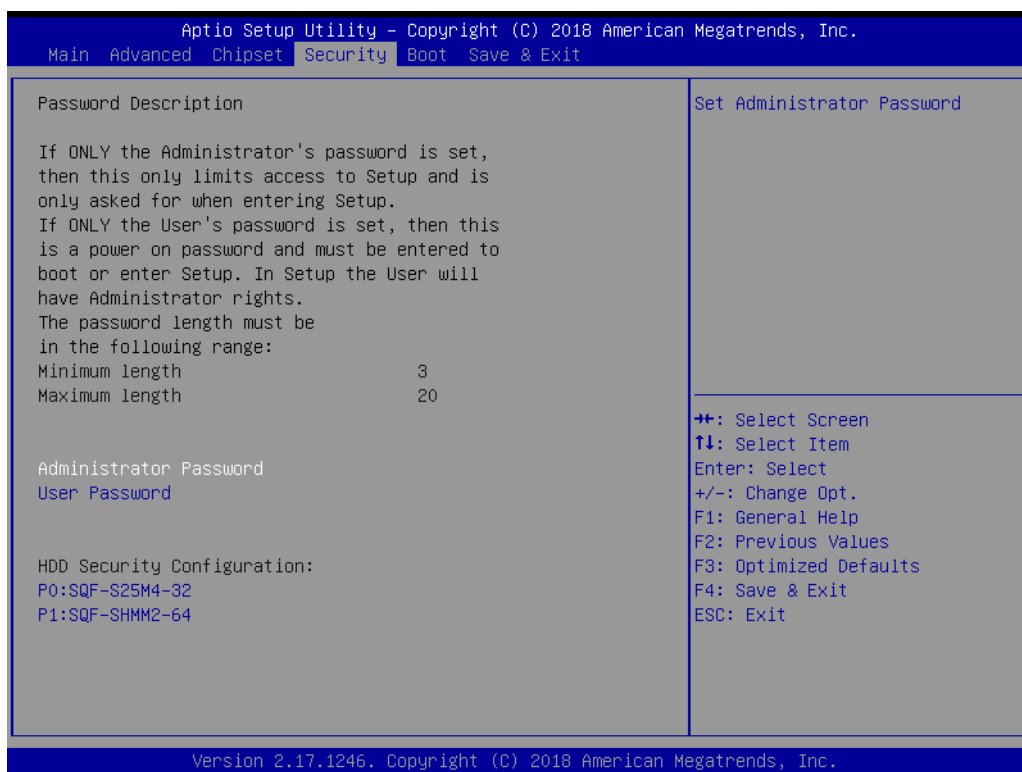 Aptio Setup Utility – Copyright (C) 2018 American Megatrends, Inc.
Main Advanced Chipset Security Boot Save & Exit
Password Description
If ONLY the Administrator's password is set,
then this only limits access to Setup and is
only asked for when entering Setup.
If ONLY the User's password is set, then this
is a power on password and must be entered to
boot or enter Setup. In Setup the User will
have Administrator rights.
The password length must be
in the following range:
Minimum length 3
Maximum length 20
Administrator Password
User Password
HDD Security Configuration:
P0:SQF-S25M4-32
P1:SQF-SHMM2-64
Set Administrator Password
→←: Select Screen
↑↓: Select Item
Enter: Select
+/-: Change Opt.
F1: General Help
F2: Previous Values
F3: Optimized Defaults
F4: Save & Exit
ESC: Exit
Version 2.17.1246. Copyright (C) 2018 American Megatrends, Inc.